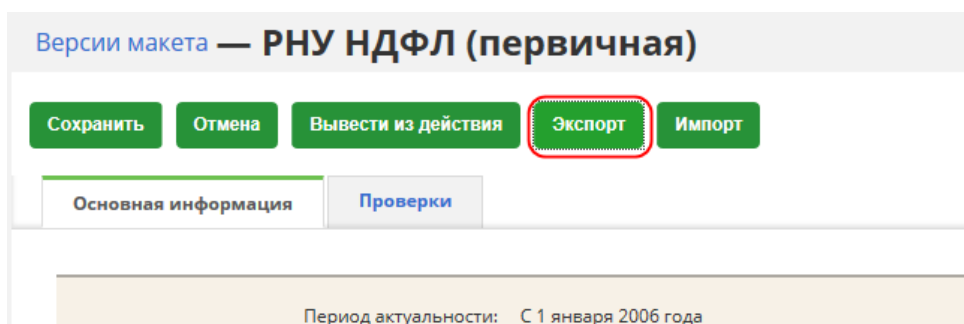 Версии макета — РНУ НДФЛ (первичная)
Сохранить Отмена Вывести из действия Экспорт Импорт
Основная информация Проверки
Период актуальности: С 1 января 2006 года